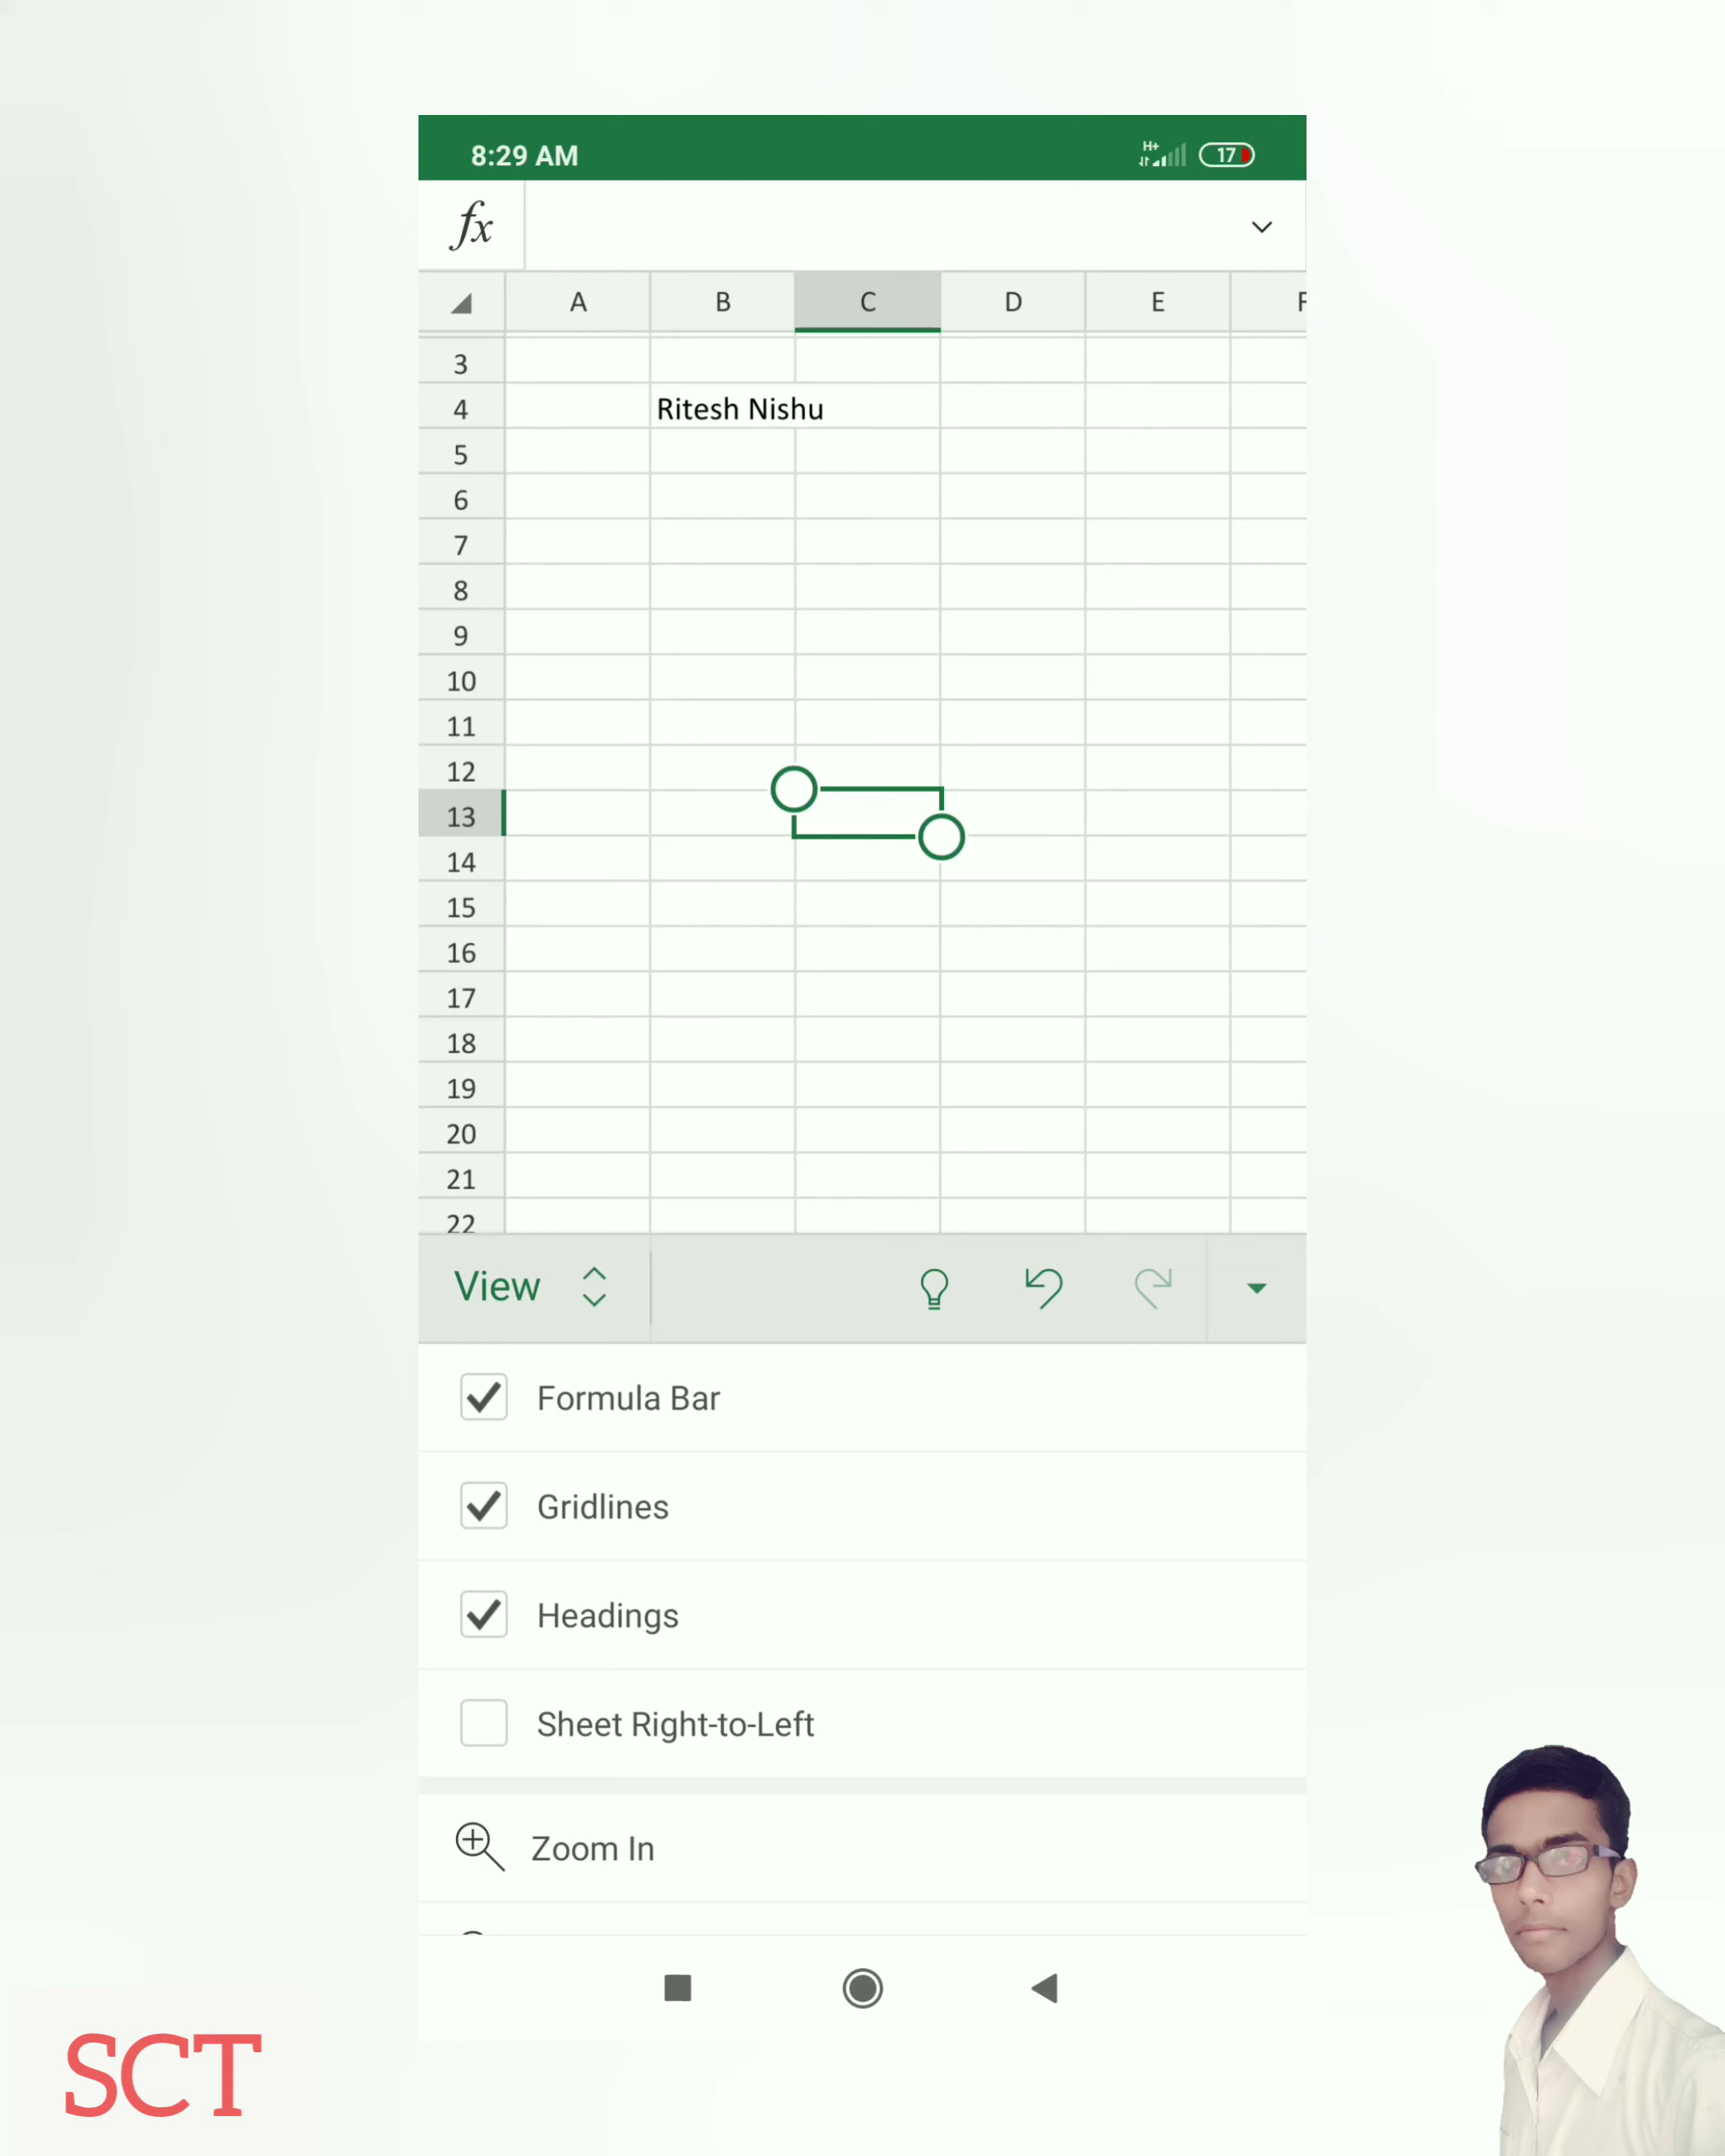 8:29 AM H+ 17
fx
A B C D E F
3
4 Ritesh Nishu
5
6
7
8
9
10
11
12
13
14
15
16
17
18
19
20
21
22
View
Formula Bar
Gridlines
Headings
Sheet Right-to-Left
Zoom In
SCT